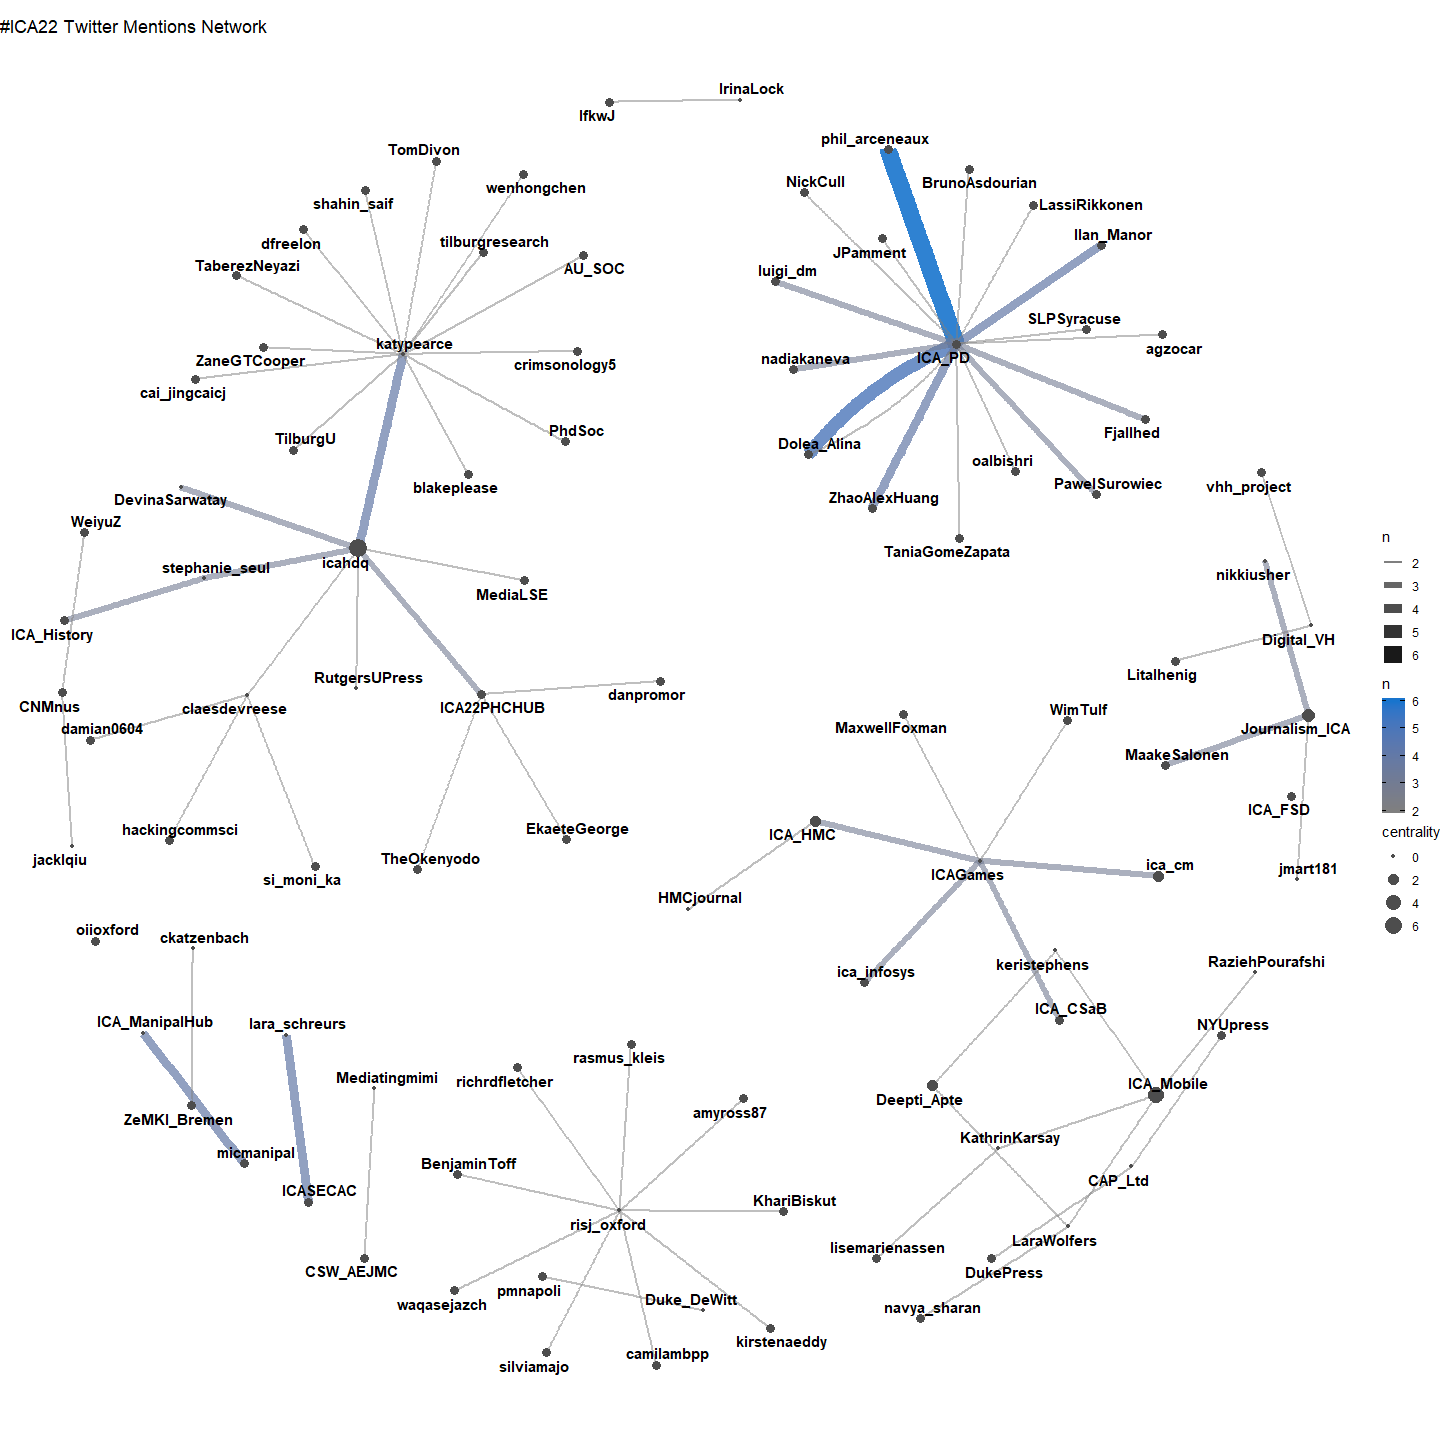 #ICA22 Twitter Mentions Network
IrinaLock
lfkwJ
phil_arceneaux
TomDivon
NickCull
BrunoAsdourian
wenhongchen
shahin_saif
LassiRikkonen
Ilan_Manor
dfreelon
tilburgresearch
JPamment
TaberezNeyazi
AU_SOC
luigi_dm
SLPSyracuse
katypearce
agzocar
ZaneGTCooper
crimsonology5
nadiakaneva
ICA_PD
cai_jingcaicj
TilburgU
PhdSoc
Fjallhed
Dolea_Alina
oalbishri
blakeplease
ZhaoAlexHuang
PawelSurowiec
vhh_project
DevinaSarwatay
WeiyuZ
TaniaGomeZapata
stephanie_seul
icahdq
nikkiusher
MediaLSE
ICA_History
Digital_VH
Litalhenig
RutgersUPress
danpromor
CNMnus
claesdevreese
ICA22PHCHUB
WimTulf
damian0604
MaxwellFoxman
Journalism_ICA
MaakeSalonen
ICA_FSD
hackingcommsci
EkaeteGeorge
ICA_HMC
jacklqiu
TheOkenyodo
ica_cm
jmart181
si_moni_ka
ICAGames
HMCjournal
oiioxford
ckatzenbach
keristephens
RaziehPourafshi
ica_infosys
ICA_CSaB
ICA_ManipalHub
lara_schreurs
NYUpress
rasmus_kleis
Mediatingmimi
richrdfletcher
ICA_Mobile
Deepti_Apte
amyross87
ZeMKI_Bremen
KathrinKarsay
micmanipal
BenjaminToff
CAP_Ltd
ICASECAC
KhariBiskut
risj_oxford
LaraWolfers
lisemarienassen
CSW_AEJMC
DukePress
pmnapoli
Duke_DeWitt
waqasejazch
navya_sharan
kirstenaeddy
camilambpp
silviamajo
n
2
3
4
5
6
n
6
5
4
3
2
centrality
0
2
4
6